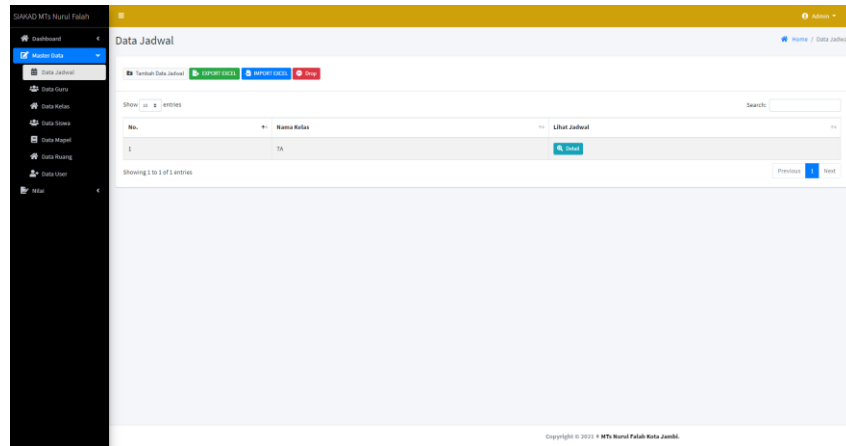 SIAKAD MTs Nurul Falah
Admin
Dashboard
Master Data
Data Jadwal
Data Guru
Data Kelas
Data Siswa
Data Mapel
Data Ruang
Data User
Nilai
Data Jadwal
Home / Data Jadwal
Tambah Data Jadwal EXPORT EXCEL IMPORT EXCEL Drop
Show 10 entries Search:
No. Nama Kelas Lihat Jadwal
1 7A Detail
Showing 1 to 1 of 1 entries
Previous 1 Next
Copyright © MTs Nurul Falah Kota Jambi.